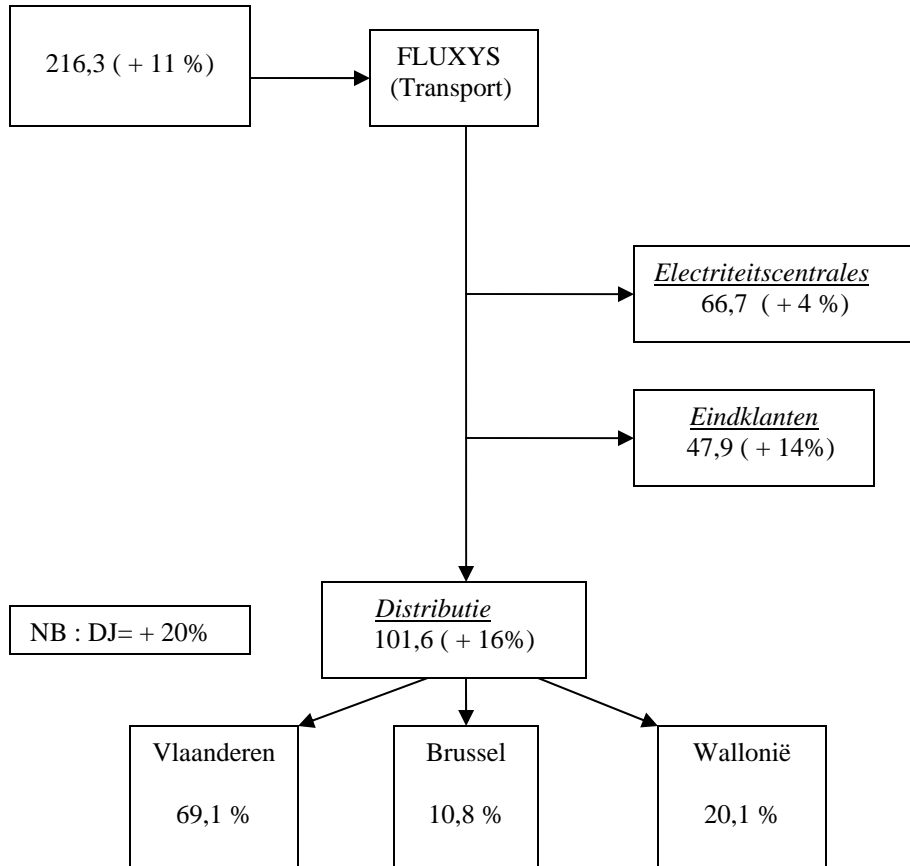 216,3 ( + 11 %)
FLUXYS
(Transport)
Electriteitscentrales
66,7 ( + 4 %)
Eindklanten
47,9 ( + 14%)
NB : DJ= + 20%
Distributie
101,6 ( + 16%)
Vlaanderen
69,1 %
Brussel
10,8 %
Wallonië
20,1 %